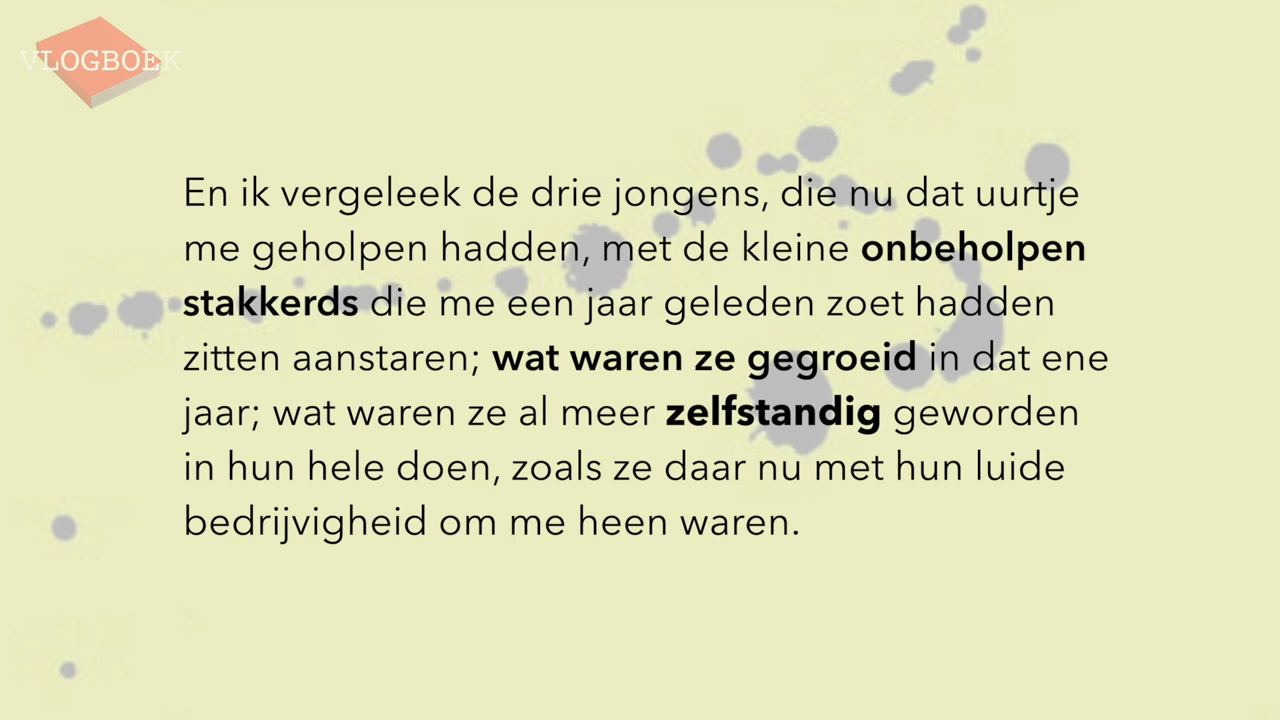 VLOGBOEK
En ik vergeleek de drie jongens, die nu dat uurtje
me geholpen hadden, met de kleine onbeholpen
stakkerds die me een jaar geleden zoet hadden
zitten aanstaren; wat waren ze gegroeid in dat ene
jaar; wat waren ze al meer zelfstandig geworden
in hun hele doen, zoals ze daar nu met hun luide
bedrijvigheid om me heen waren.